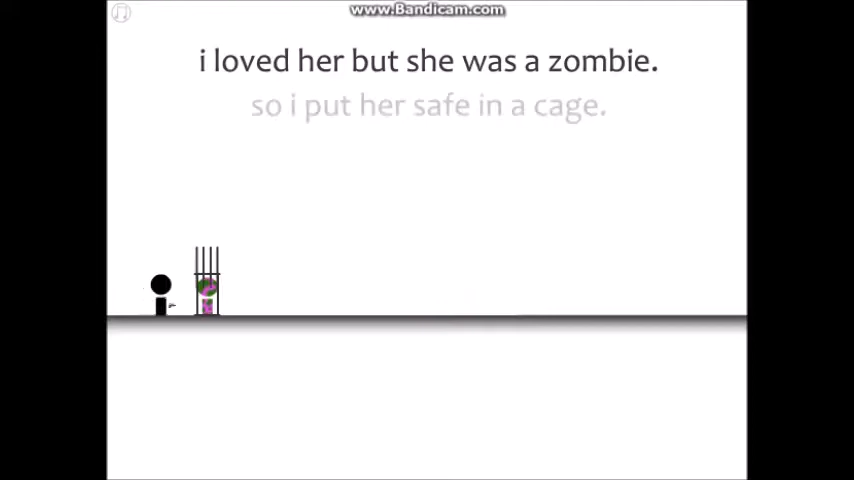 www.Bandicam.com
i loved her but she was a zombie.
so i put her safe in a cage.